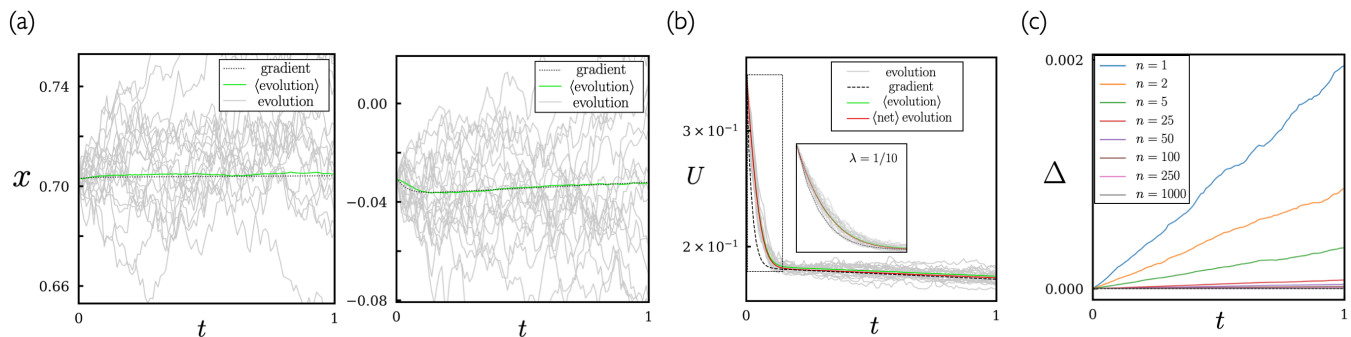 (a)
(b)
(c)
0.74
0.70
0.66
x
0
t
1
gradient
⟨evolution⟩
evolution
0.00
−0.04
−0.08
0
t
1
gradient
⟨evolution⟩
evolution
3 × 10⁻¹
2 × 10⁻¹
U
0
t
1
evolution
gradient
⟨evolution⟩
⟨net⟩ evolution
λ = 1/10
0.002
0.000
Δ
0
t
1
n = 1
n = 2
n = 5
n = 25
n = 50
n = 100
n = 250
n = 1000